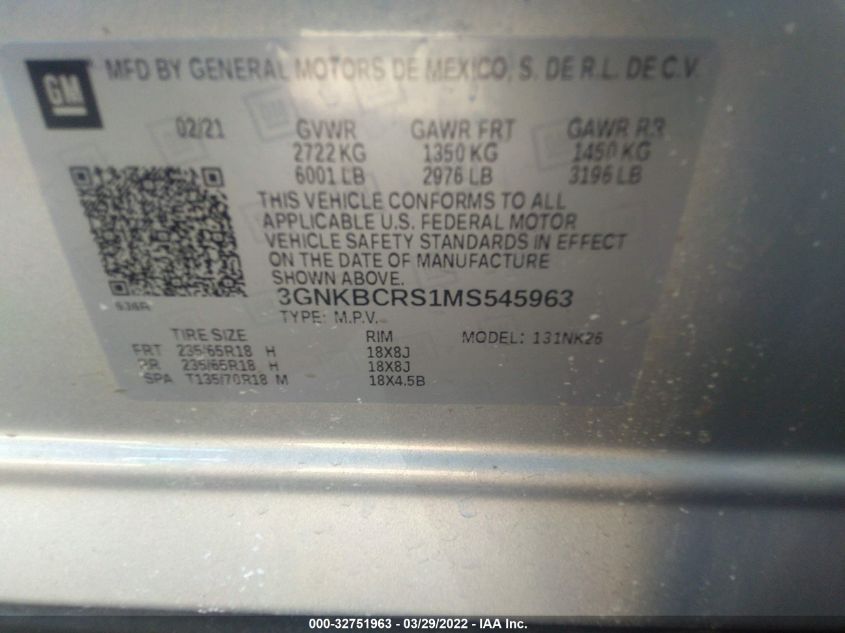 GM
MFD BY GENERAL MOTORS DE MEXICO, S. DE R.L. DE C.V.
02/21 GVWR GAWR FRT GAWR RR
2722 KG 1350 KG 1450 KG
6001 LB 2976 LB 3196 LB
THIS VEHICLE CONFORMS TO ALL
APPLICABLE U.S. FEDERAL MOTOR
VEHICLE SAFETY STANDARDS IN EFFECT
ON THE DATE OF MANUFACTURE
SHOWN ABOVE.
3GNKBCRS1MS545963
TYPE: M.P.V.
TIRE SIZE RIM MODEL: 131NK26
FRT 235/65R18 H 18X8J
RR 235/65R18 H 18X8J
SPA T135/70R18 M 18X4.5B
000-32751963 - 03/29/2022 - IAA Inc.